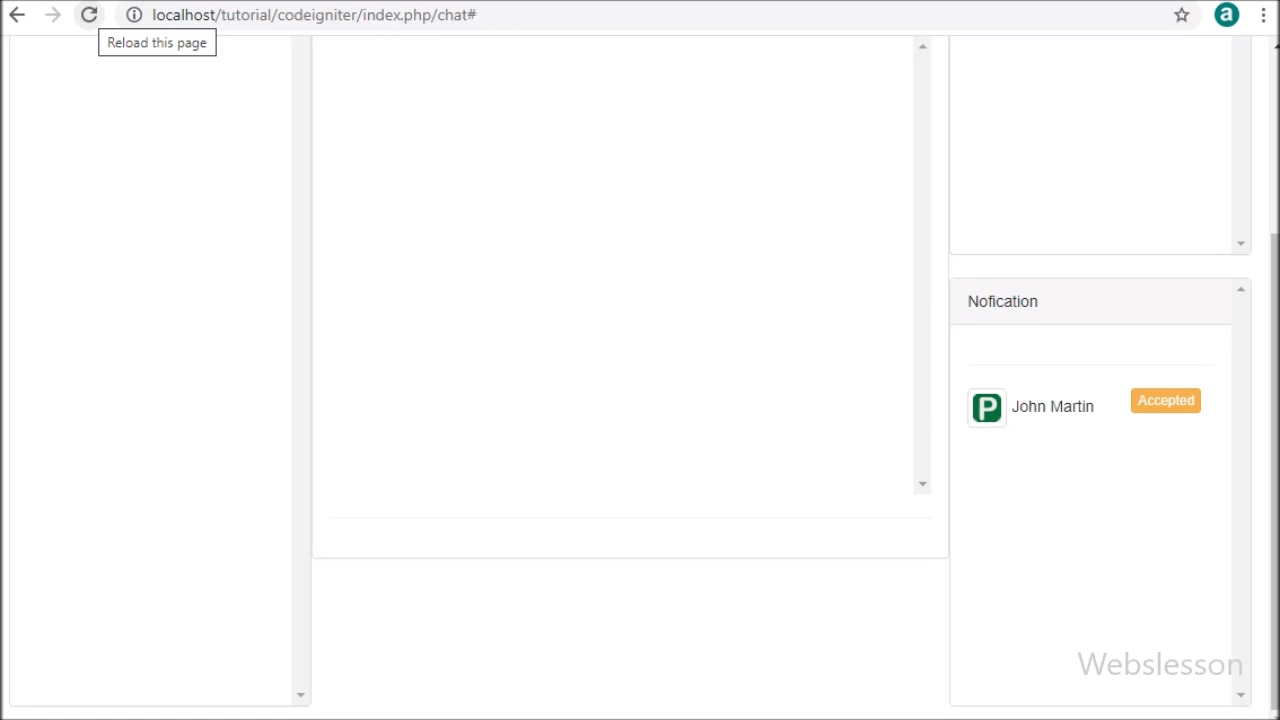 localhost/tutorial/codeigniter/index.php/chat#
a
Reload this page
Nofication
P
John Martin
Accepted
Webslesson